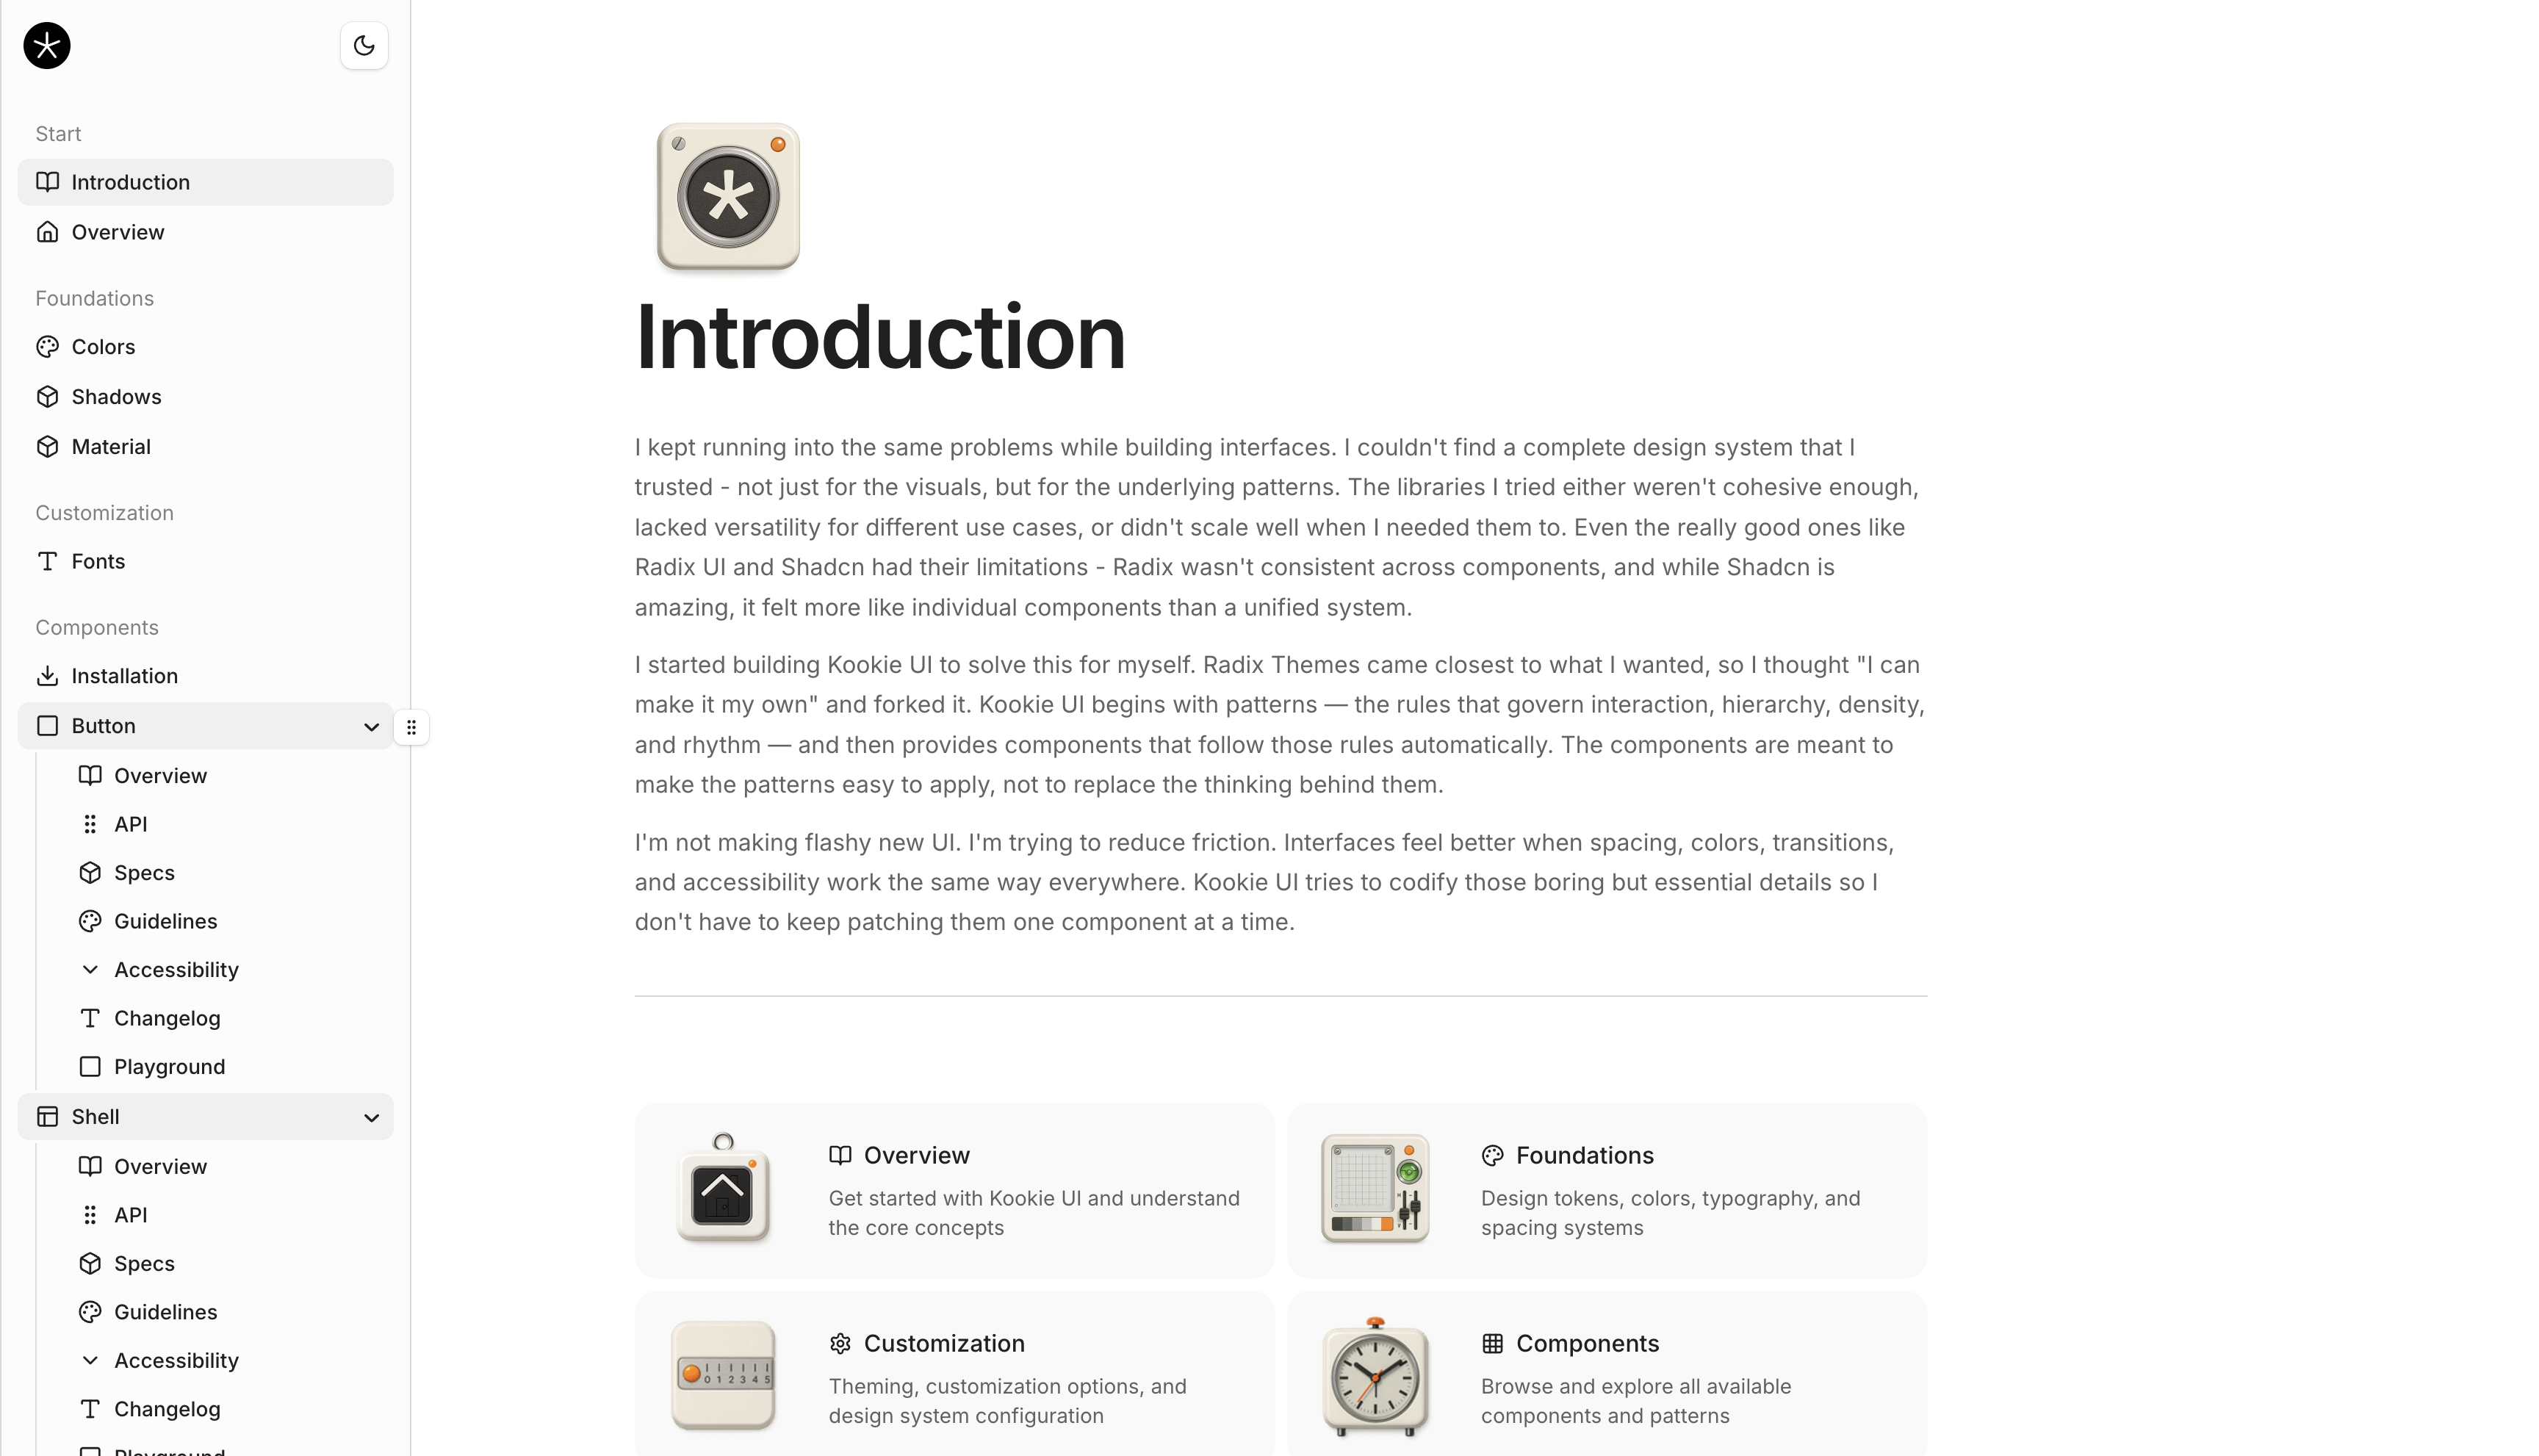 Start
Introduction
Overview
Foundations
Colors
Shadows
Material
Customization
Fonts
Components
Installation
Button
Overview
API
Specs
Guidelines
Accessibility
Changelog
Playground
Shell
Overview
API
Specs
Guidelines
Accessibility
Changelog
Playground
Introduction
I kept running into the same problems while building interfaces. I couldn't find a complete design system that I
trusted - not just for the visuals, but for the underlying patterns. The libraries I tried either weren't cohesive enough,
lacked versatility for different use cases, or didn't scale well when I needed them to. Even the really good ones like
Radix UI and Shadcn had their limitations - Radix wasn't consistent across components, and while Shadcn is
amazing, it felt more like individual components than a unified system.
I started building Kookie UI to solve this for myself. Radix Themes came closest to what I wanted, so I thought "I can
make it my own" and forked it. Kookie UI begins with patterns — the rules that govern interaction, hierarchy, density,
and rhythm — and then provides components that follow those rules automatically. The components are meant to
make the patterns easy to apply, not to replace the thinking behind them.
I'm not making flashy new UI. I'm trying to reduce friction. Interfaces feel better when spacing, colors, transitions,
and accessibility work the same way everywhere. Kookie UI tries to codify those boring but essential details so I
don't have to keep patching them one component at a time.
Overview
Get started with Kookie UI and understand
the core concepts
Foundations
Design tokens, colors, typography, and
spacing systems
0 1 2 3 4 5
Customization
Theming, customization options, and
design system configuration
Components
Browse and explore all available
components and patterns